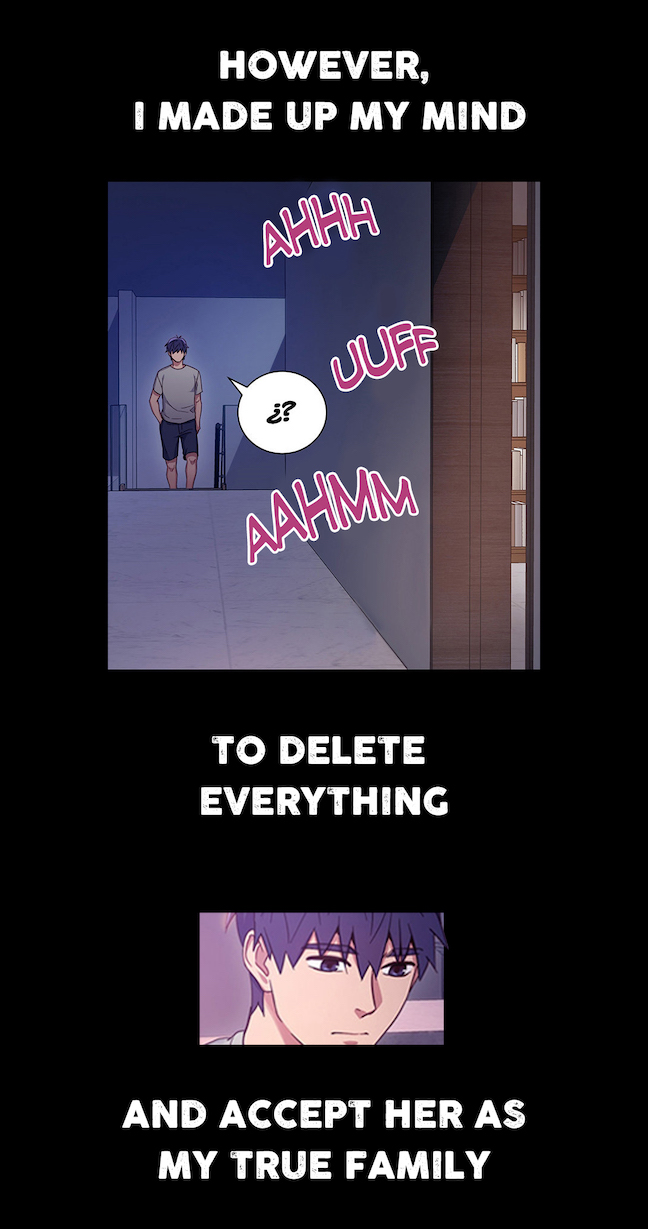 HOWEVER,
I MADE UP MY MIND
AHHH
UUFF
¿?
AAHMM
TO DELETE
EVERYTHING
AND ACCEPT HER AS
MY TRUE FAMILY